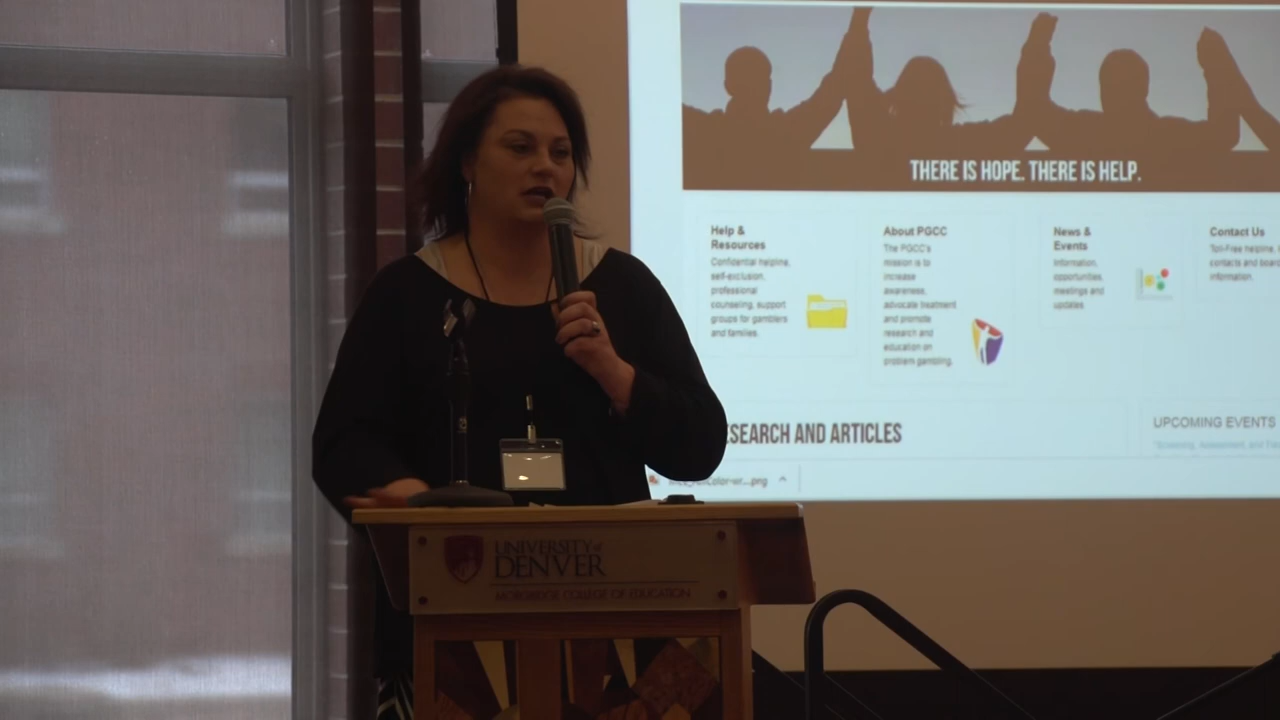 THERE IS HOPE. THERE IS HELP.
Help &
Resources
Confidential helpline,
self-exclusion,
professional
counseling, support
groups for gamblers
and families.
About PGCC
The PGCC's
mission is to
increase
awareness,
advocate treatment
and promote
research and
education on
problem gambling.
News &
Events
Information,
opportunities,
meetings and
updates
Contact Us
Toll-Free helpline,
contacts and board
information.
ESEARCH AND ARTICLES
UPCOMING EVENTS
UNIVERSITY of
DENVER
MORGRIDGE COLLEGE OF EDUCATION